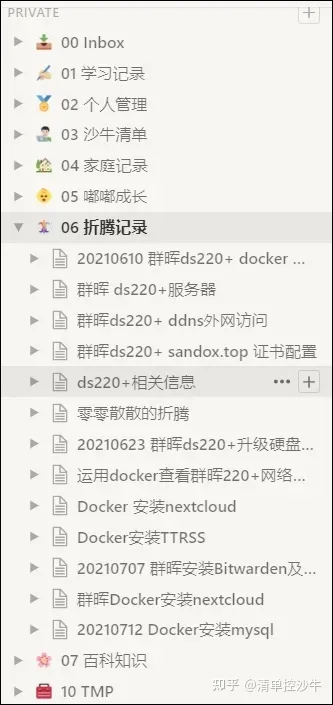 PRIVATE
00 Inbox
01 学习记录
02 个人管理
03 沙牛清单
04 家庭记录
05 嘟嘟成长
06 折腾记录
20210610 群晖ds220+ docker ...
群晖 ds220+服务器
群晖ds220+ ddns外网访问
群晖ds220+ sandox.top 证书配置
ds220+相关信息
零零散散的折腾
20210623 群晖ds220+升级硬盘...
运用docker查看群晖220+网络...
Docker 安装nextcloud
Docker安装TTRSS
20210707 群晖安装Bitwarden及...
群晖Docker安装nextcloud
20210712 Docker安装mysql
07 百科知识
10 TMP
知乎 @清单控沙牛